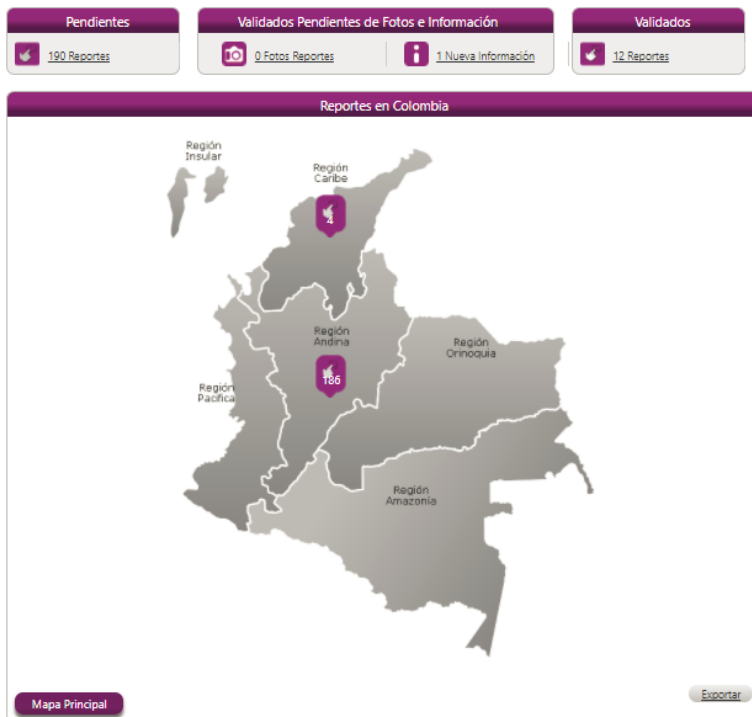 Pendientes
190 Reportes
Validados Pendientes de Fotos e Información
0 Fotos Reportes
1 Nueva Información
Validados
12 Reportes
Reportes en Colombia
Región
Insular
Región
Caribe
4
Región
Andina
186
Región
Orinoquia
Región
Pacifica
Región
Amazonía
Mapa Principal
Exportar